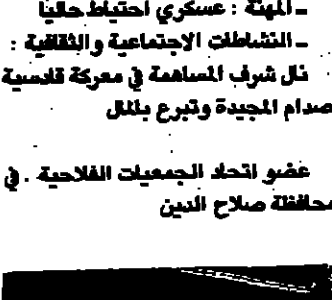 ـ المهنة : عسكري احتياط حاليا
ـ النشاطات الاجتماعية والثقافية :
نال شرف المساهمة في معركة قادسية
صدام المجيدة وتبرع بالمال
عضو اتحاد الجمعيات الفلاحية . في
محافظة صلاح الدين